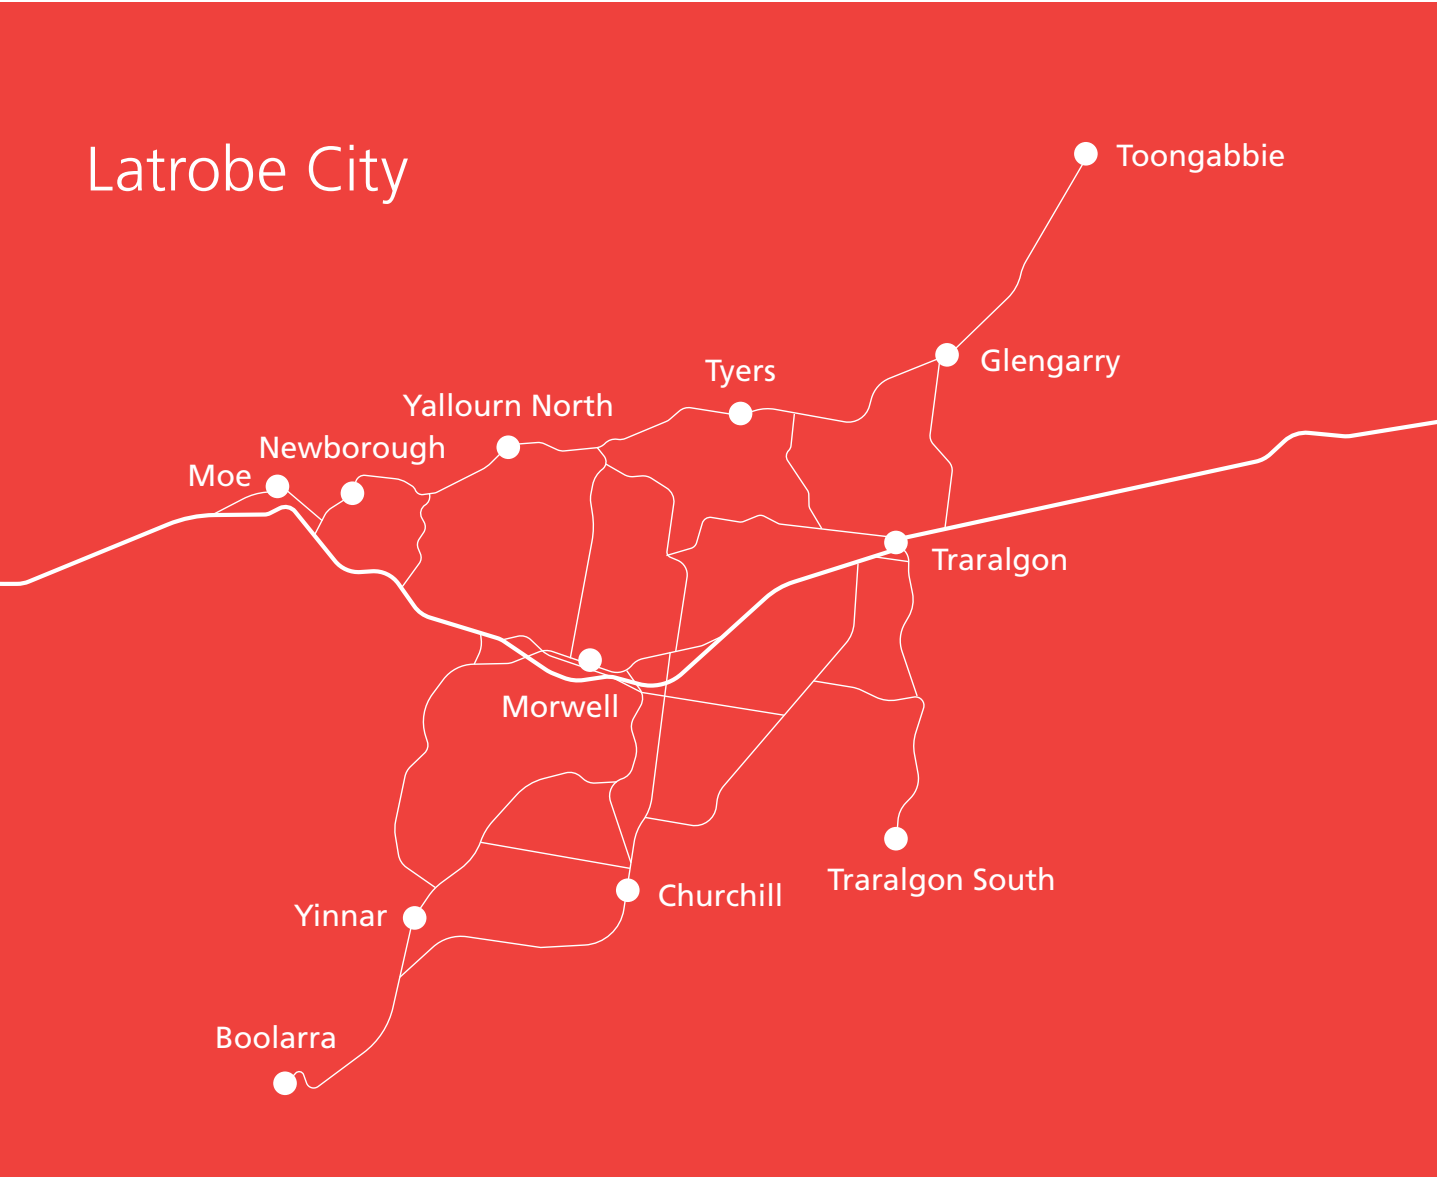 Latrobe City
Toongabbie
Glengarry
Tyers
Yallourn North
Newborough
Moe
Traralgon
Morwell
Traralgon South
Churchill
Yinnar
Boolarra